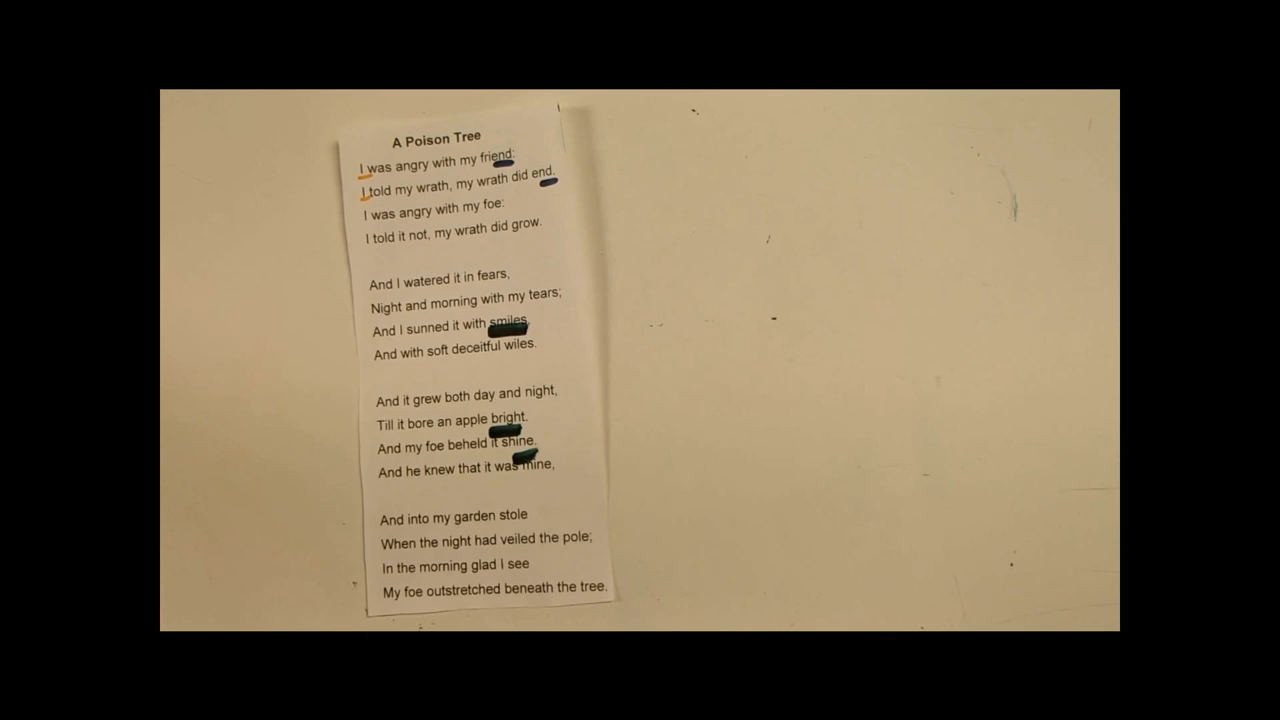 A Poison Tree
I was angry with my friend:
I told my wrath, my wrath did end.
I was angry with my foe:
I told it not, my wrath did grow.
And I watered it in fears,
Night and morning with my tears;
And I sunned it with smiles,
And with soft deceitful wiles.
And it grew both day and night,
Till it bore an apple bright.
And my foe beheld it shine.
And he knew that it was mine,
And into my garden stole
When the night had veiled the pole;
In the morning glad I see
My foe outstretched beneath the tree.